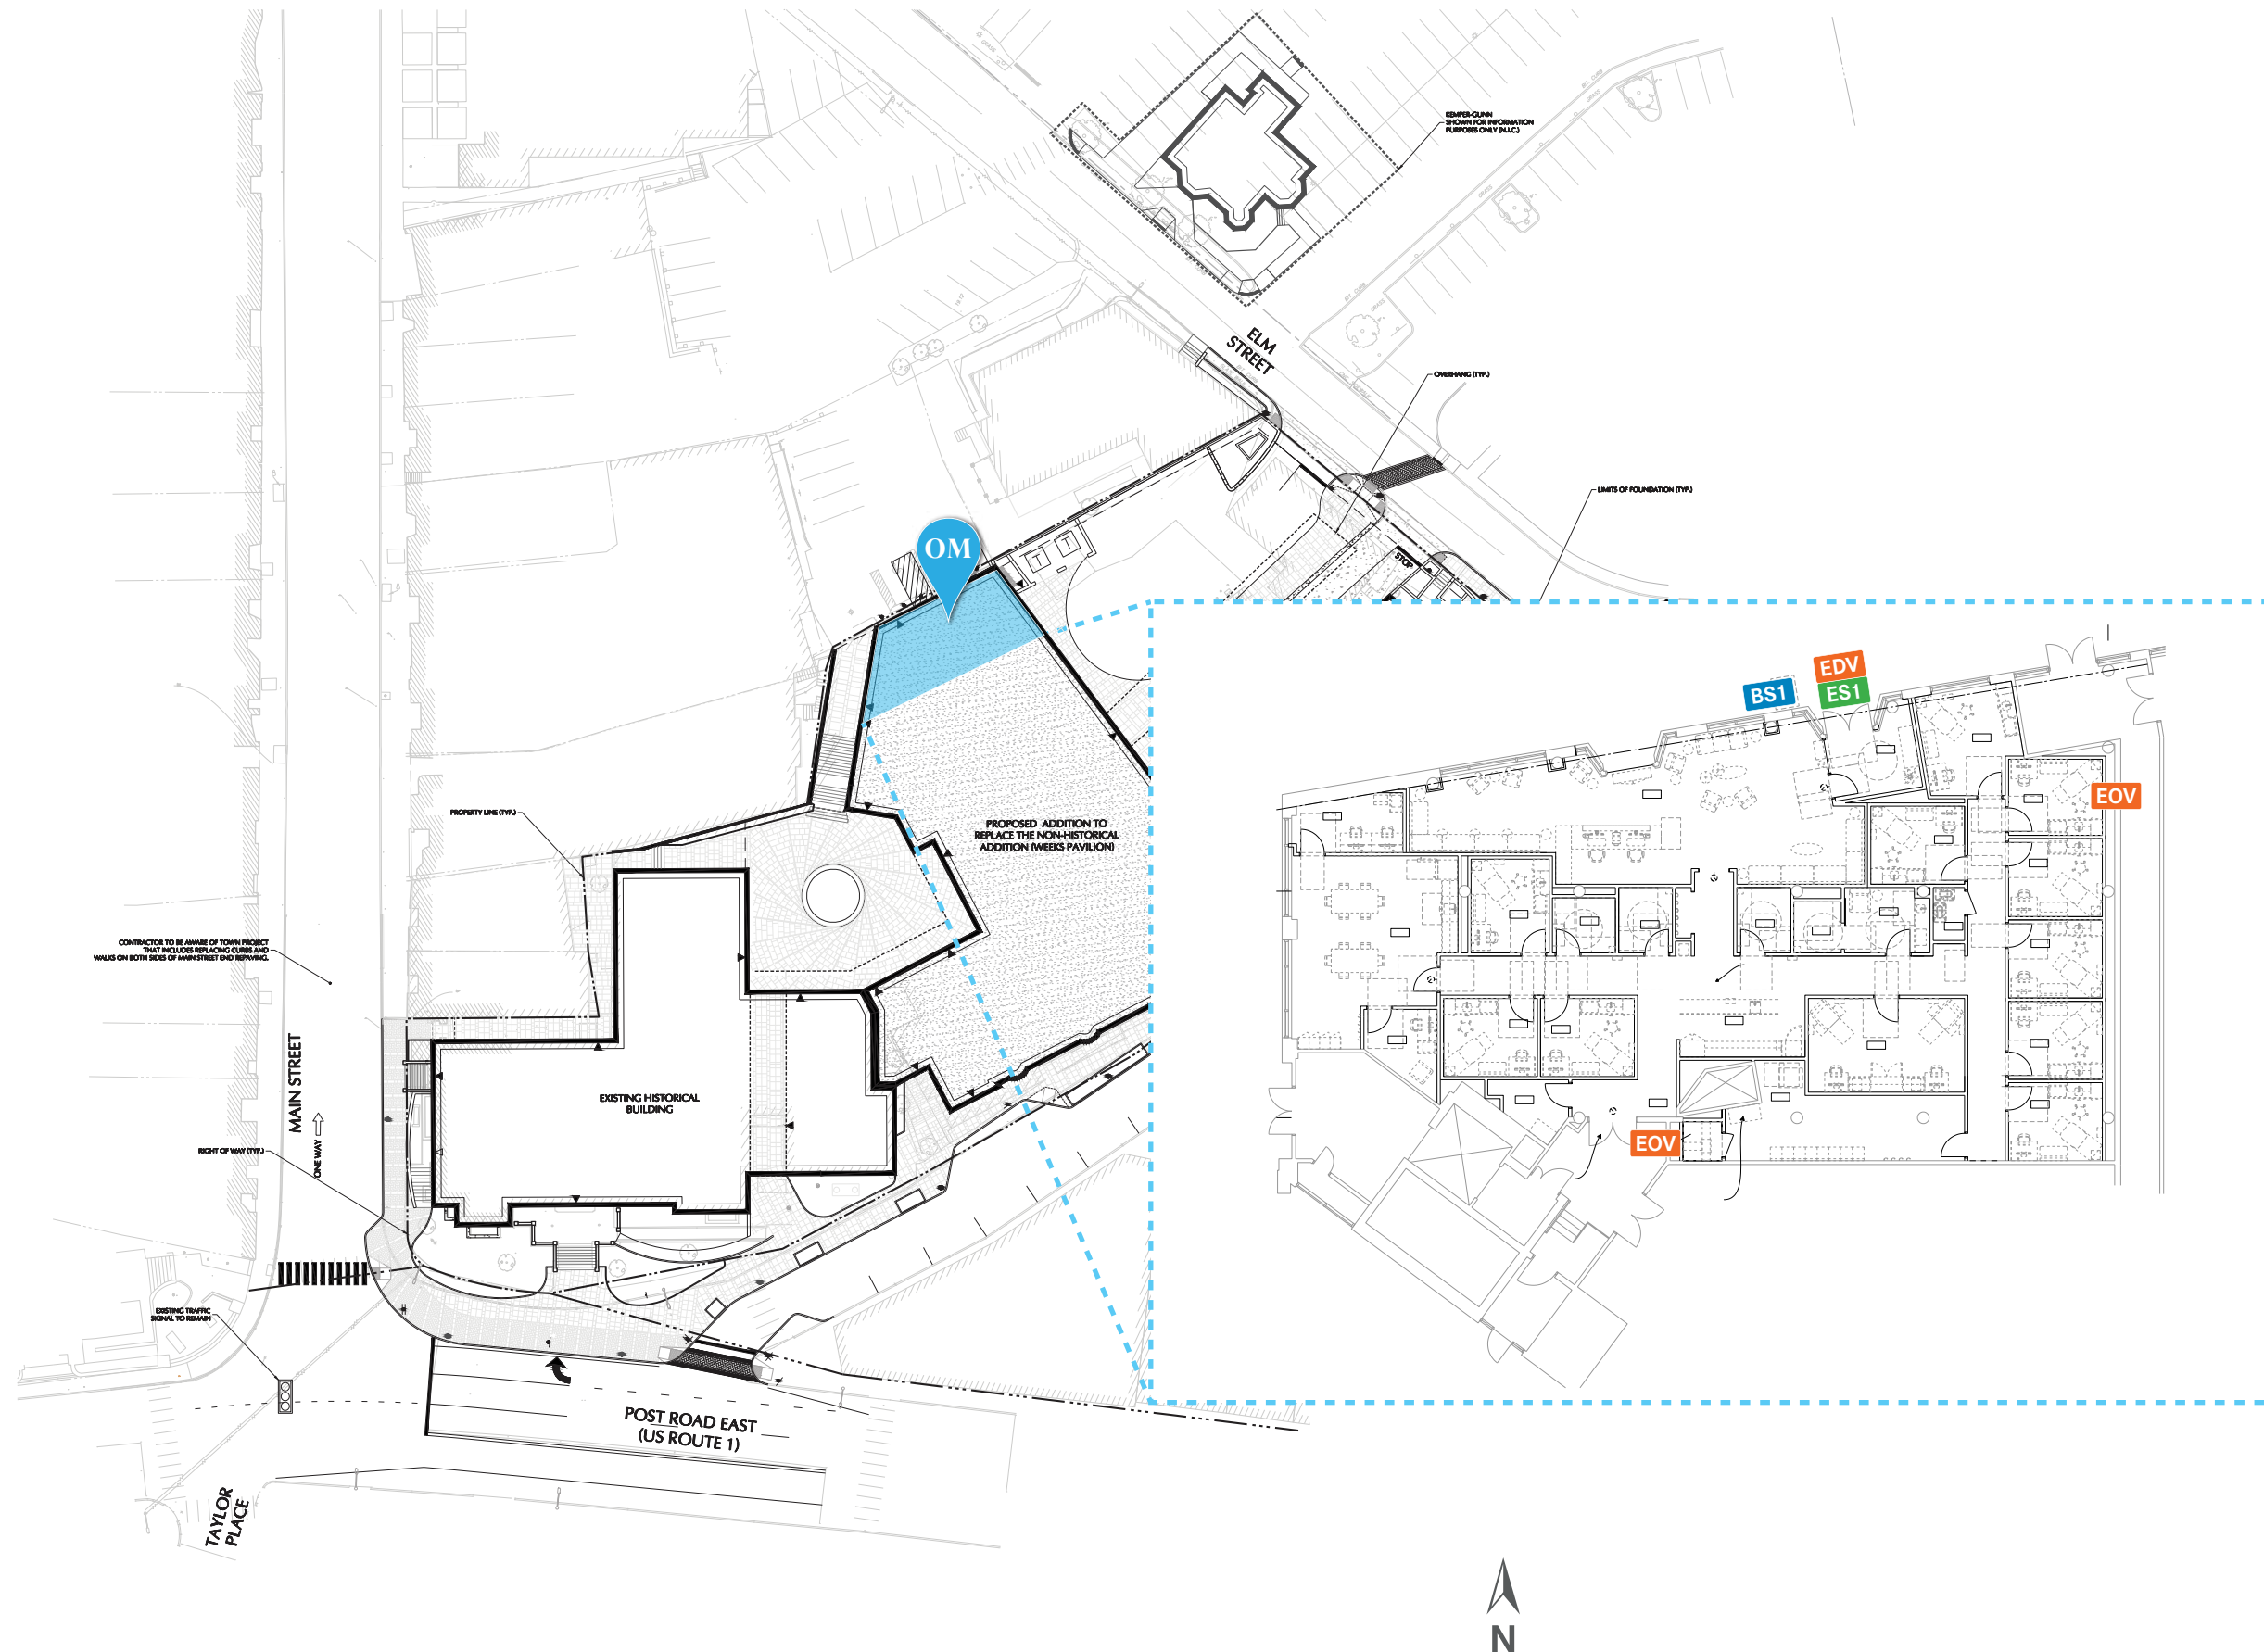 KEMPER-GUNN
SHOWN FOR INFORMATION
PURPOSES ONLY (N.I.C.)
ELM
STREET
OVERHANG (TYP.)
LIMITS OF FOUNDATION (TYP.)
OM
STOP
T
T
EDV
BS1
ES1
EOV
PROPERTY LINE (TYP.)
PROPOSED ADDITION TO
REPLACE THE NON-HISTORICAL
ADDITION (WEEKS PAVILION)
CONTRACTOR TO BE AWARE OF TOWN PROJECT
THAT INCLUDES REPLACING CURBS AND
WALKS ON BOTH SIDES OF MAIN STREET END REPAVING.
MAIN STREET
ONE WAY
EXISTING HISTORICAL
BUILDING
RIGHT OF WAY (TYP.)
EOV
EXISTING TRAFFIC
SIGNAL TO REMAIN
POST ROAD EAST
(US ROUTE 1)
TAYLOR
PLACE
N